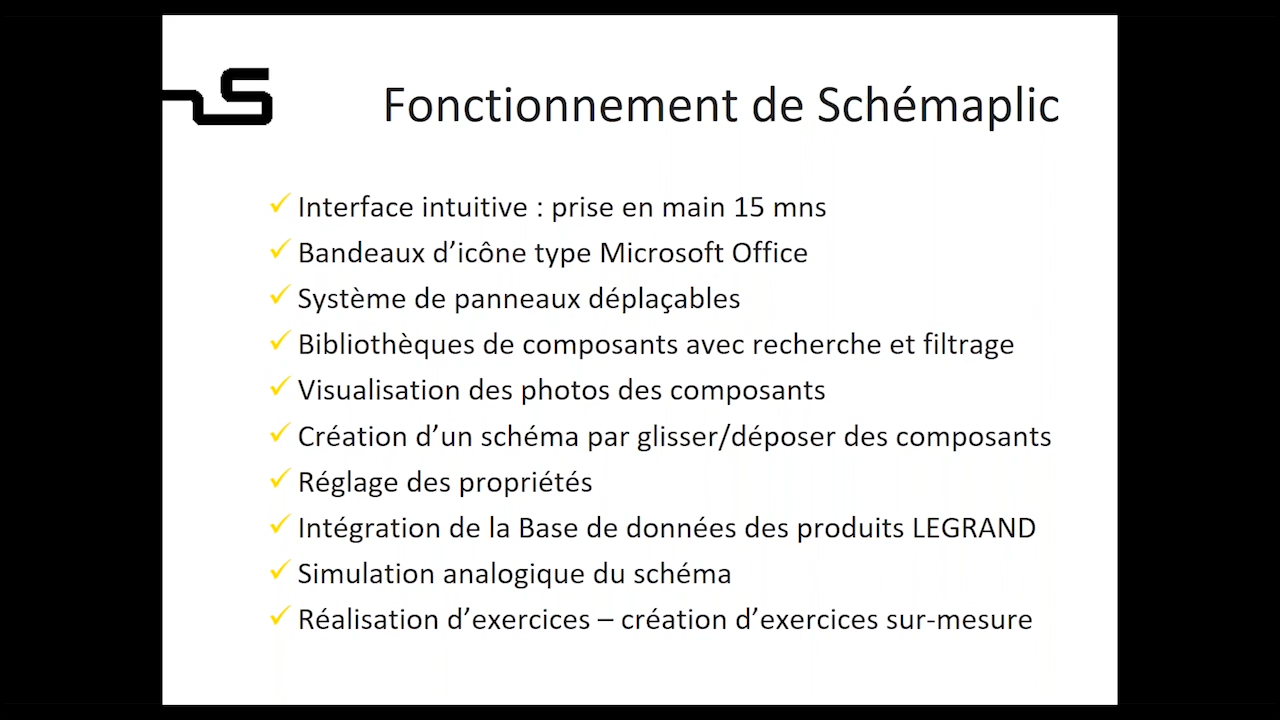 Fonctionnement de Schémaplic
Interface intuitive : prise en main 15 mns
Bandeaux d’icône type Microsoft Office
Système de panneaux déplaçables
Bibliothèques de composants avec recherche et filtrage
Visualisation des photos des composants
Création d’un schéma par glisser/déposer des composants
Réglage des propriétés
Intégration de la Base de données des produits LEGRAND
Simulation analogique du schéma
Réalisation d’exercices – création d’exercices sur-mesure